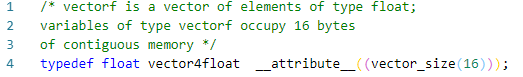 1 /* vectorf is a vector of elements of type float;
2 variables of type vectorf occupy 16 bytes
3 of contiguous memory */
4 typedef float vector4float  __attribute__((vector_size(16)));